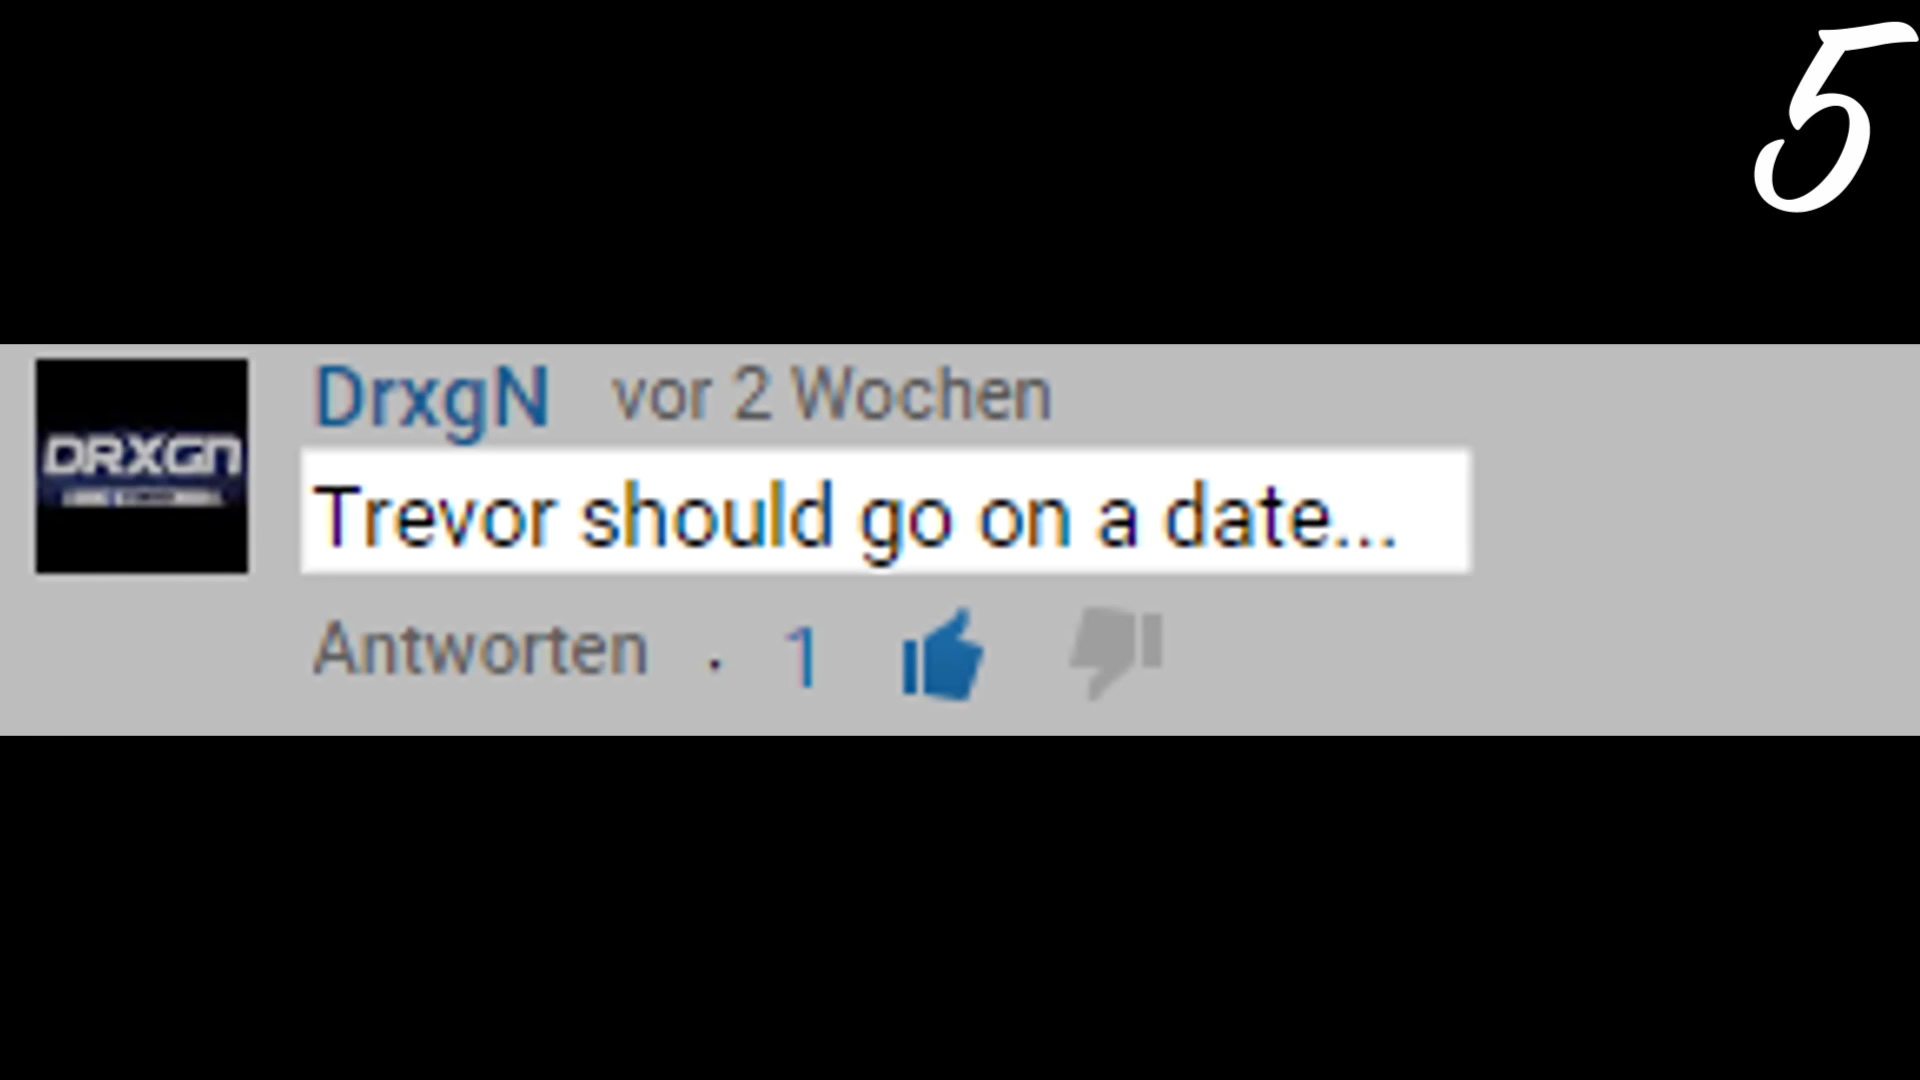 5
DRXGN
DrxgN vor 2 Wochen
Trevor should go on a date...
Antworten · 1